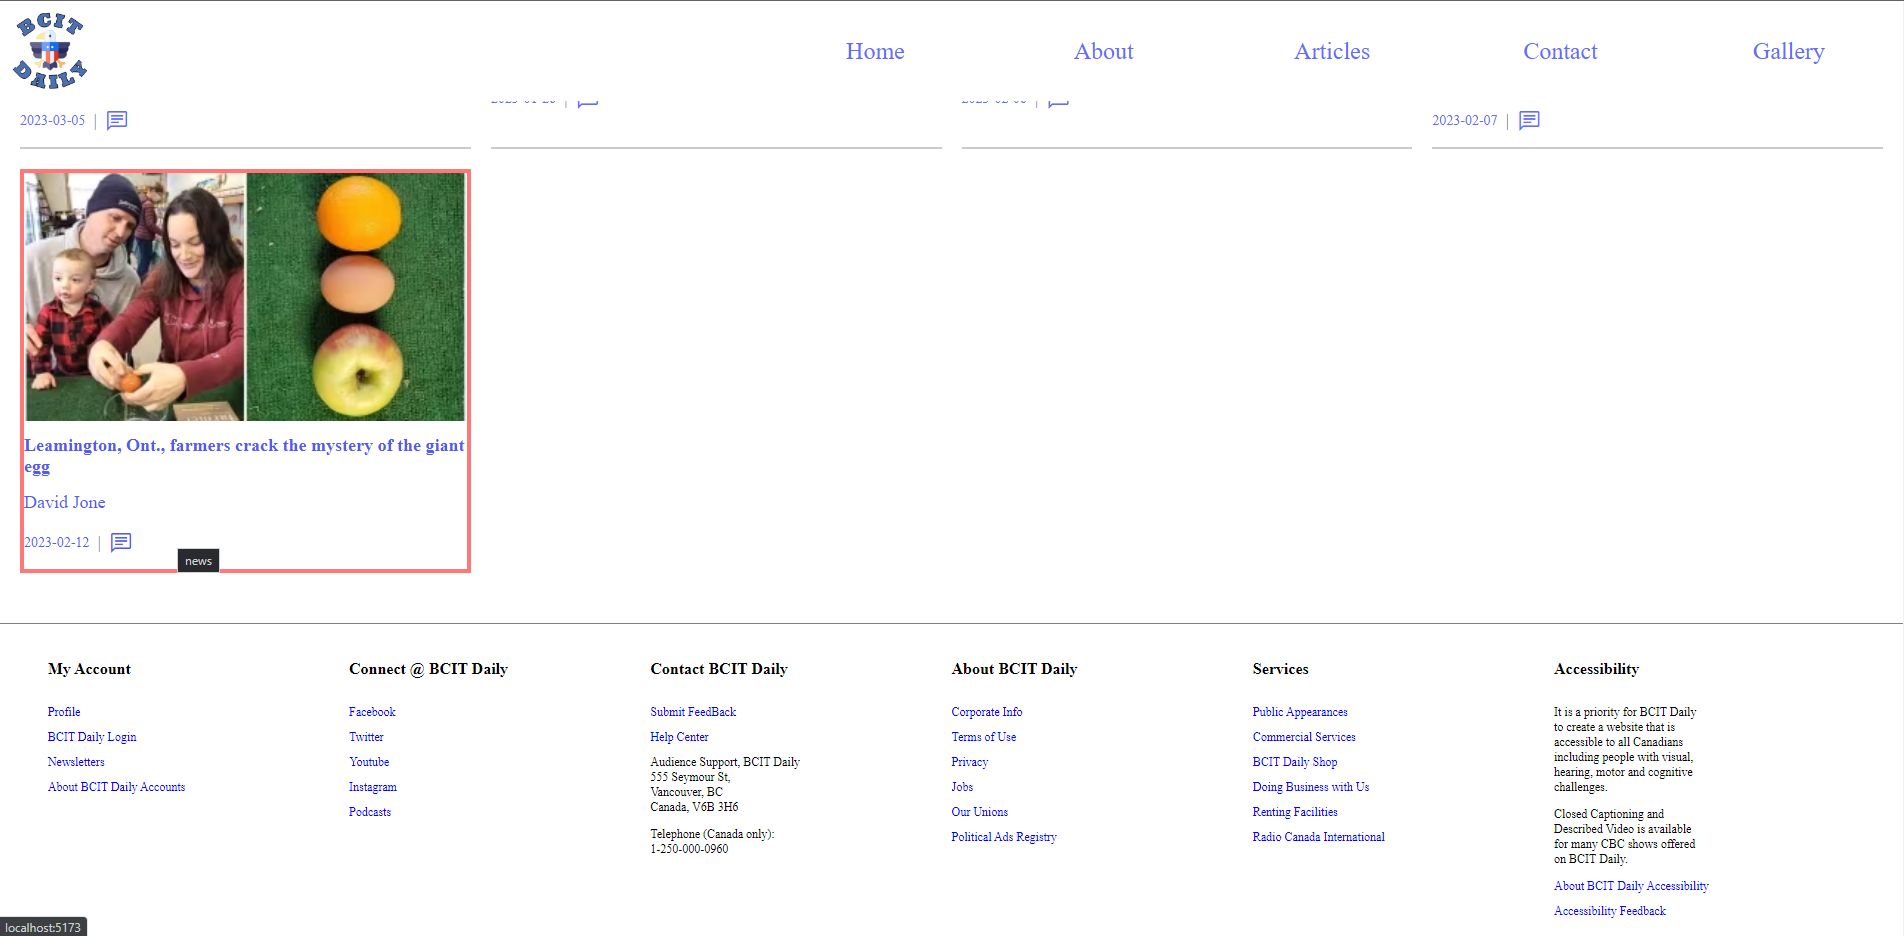 BCIT
DAILY
Home
About
Articles
Contact
Gallery
2023-03-05 |
2023-02-07 |
Leamington, Ont., farmers crack the mystery of the giant
egg
David Jone
2023-02-12 |
news
My Account
Profile
BCIT Daily Login
Newsletters
About BCIT Daily Accounts
Connect @ BCIT Daily
Facebook
Twitter
Youtube
Instagram
Podcasts
Contact BCIT Daily
Submit FeedBack
Help Center
Audience Support, BCIT Daily
555 Seymour St,
Vancouver, BC
Canada, V6B 3H6
Telephone (Canada only):
1-250-000-0960
About BCIT Daily
Corporate Info
Terms of Use
Privacy
Jobs
Our Unions
Political Ads Registry
Services
Public Appearances
Commercial Services
BCIT Daily Shop
Doing Business with Us
Renting Facilities
Radio Canada International
Accessibility
It is a priority for BCIT Daily
to create a website that is
accessible to all Canadians
including people with visual,
hearing, motor and cognitive
challenges.
Closed Captioning and
Described Video is available
for many CBC shows offered
on BCIT Daily.
About BCIT Daily Accessibility
Accessibility Feedback
localhost:5173